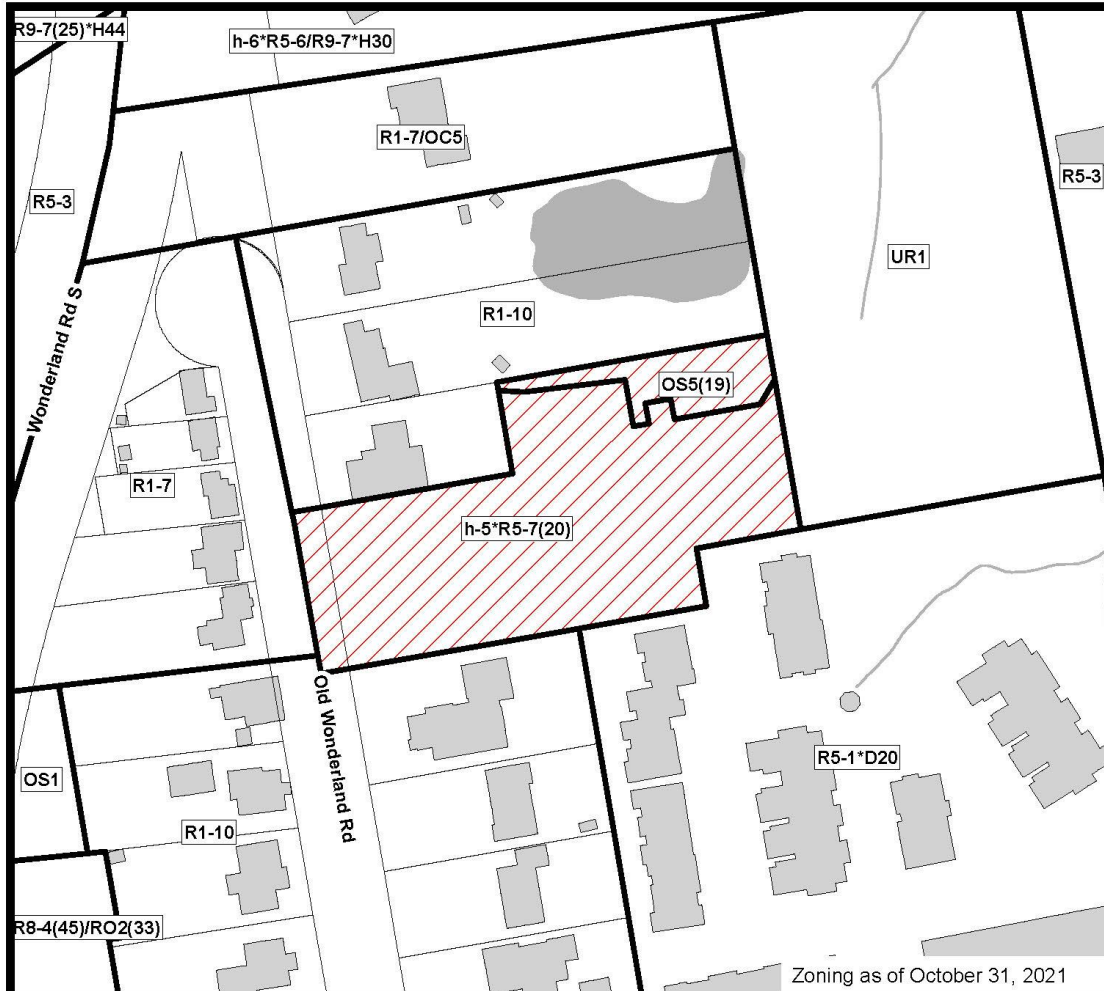 R9-7(25)*H44
h-6*R5-6/R9-7*H30
R1-7/OC5
R5-3
R5-3
UR1
Wonderland Rd S
R1-10
OS5(19)
R1-7
h-5*R5-7(20)
Old Wonderland Rd
R5-1*D20
OS1
R1-10
R8-4(45)/RO2(33)
Zoning as of October 31, 2021